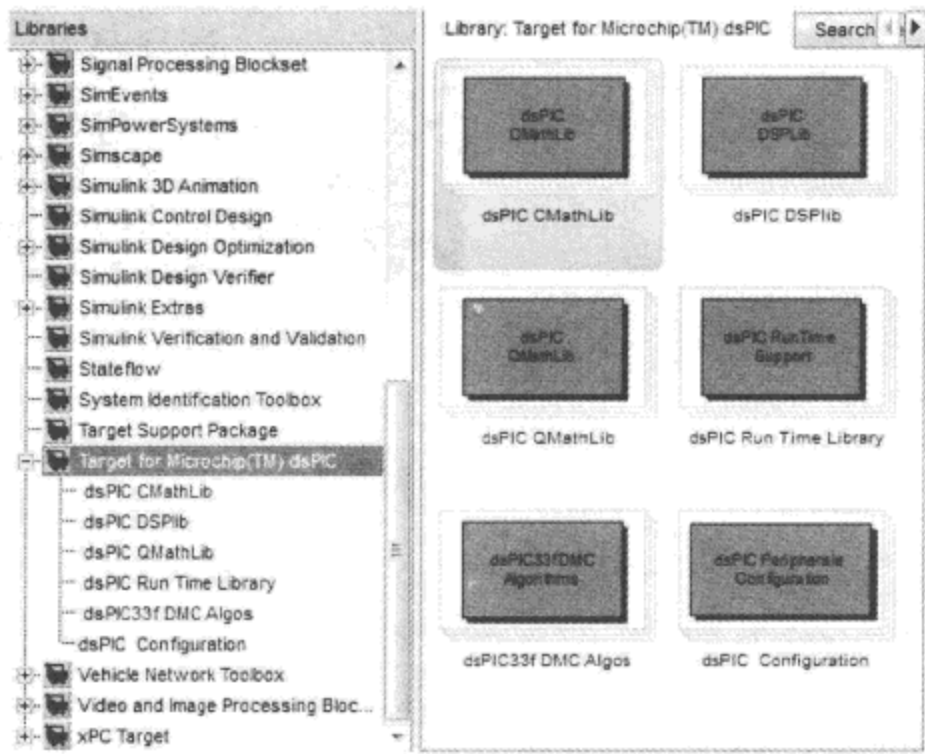 Libraries
Signal Processing Blockset
SimEvents
SimPowerSystems
Simscape
Simulink 3D Animation
Simulink Control Design
Simulink Design Optimization
Simulink Design Verifier
Simulink Extras
Simulink Verification and Validation
Stateflow
System Identification Toolbox
Target Support Package
Target for Microchip(TM) dsPIC
dsPIC CMathLib
dsPIC DSPlib
dsPIC QMathLib
dsPIC Run Time Library
dsPIC33f DMC Algos
dsPIC Configuration
Vehicle Network Toolbox
Video and Image Processing Bloc...
xPC Target
Library: Target for Microchip(TM) dsPIC
Search
dsPIC
CMathLib
dsPIC CMathLib
dsPIC
DSPLib
dsPIC DSPlib
dsPIC
QMathLib
dsPIC QMathLib
dsPIC RunTime
Support
dsPIC Run Time Library
dsPIC33fDMC
Algorithms
dsPIC33f DMC Algos
dsPIC Peripherals
Configuration
dsPIC Configuration